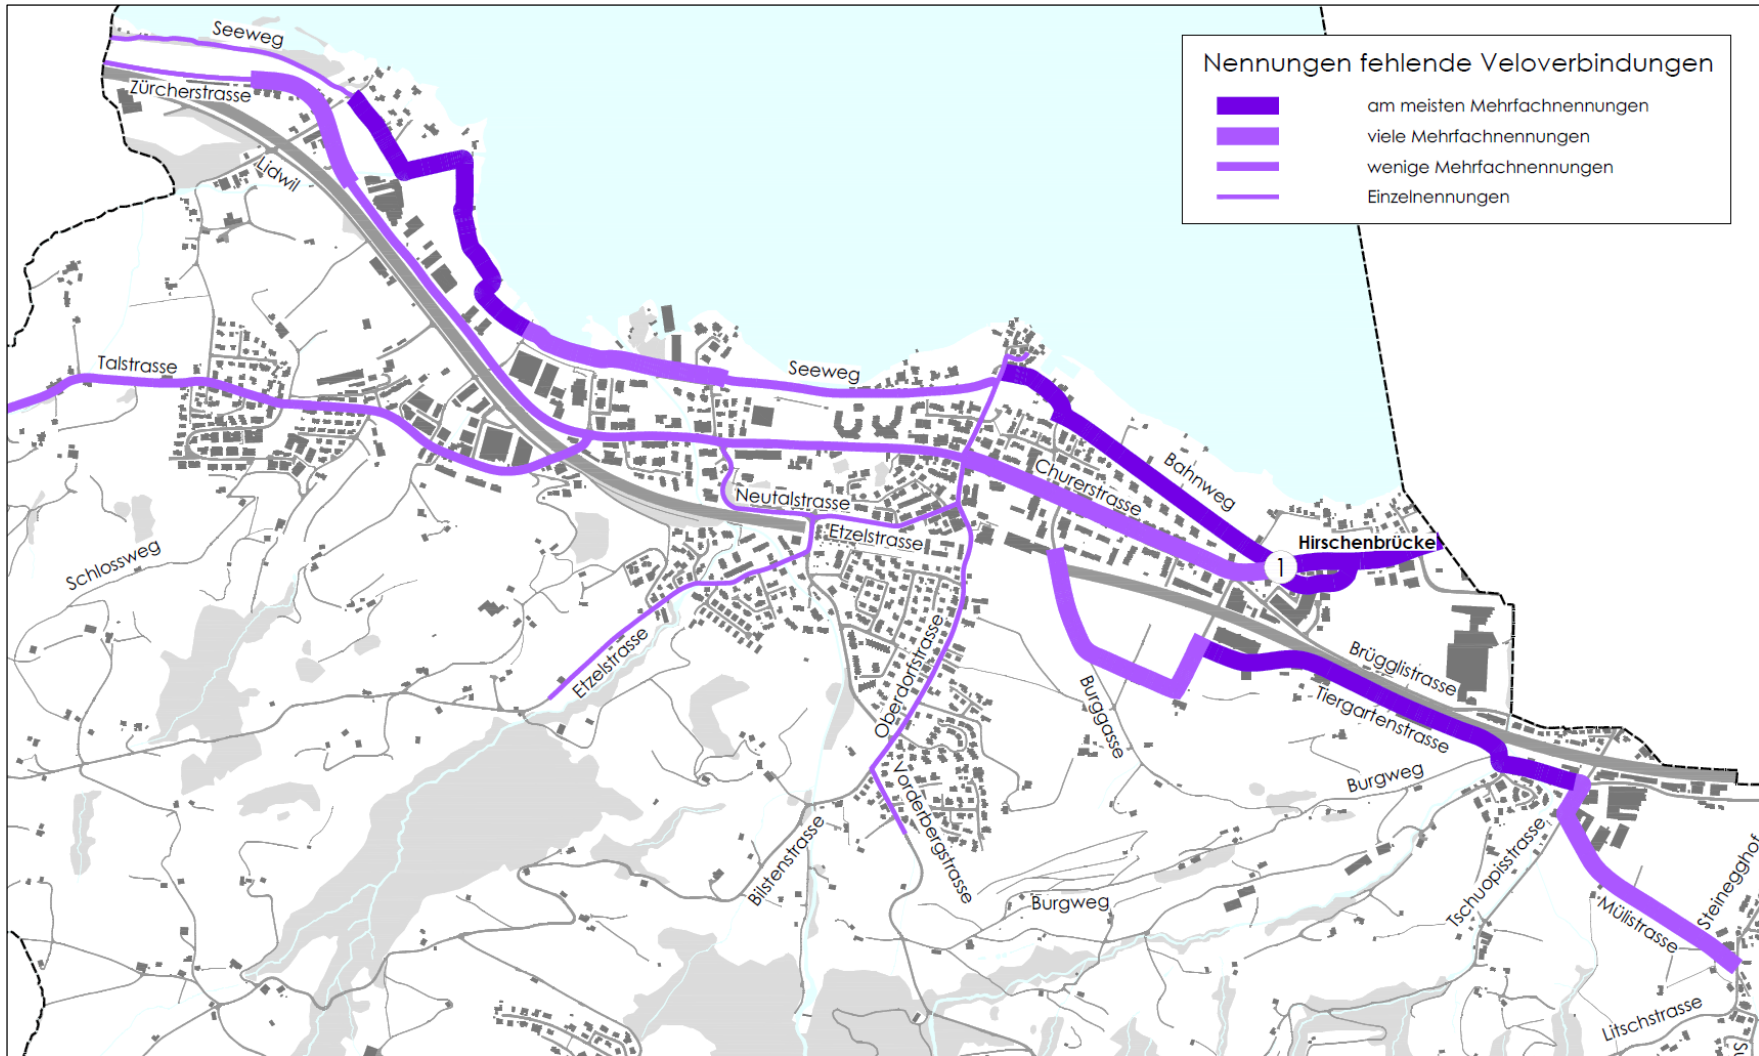 Seeweg
Nennungen fehlende Veloverbindungen
am meisten Mehrfachnennungen
viele Mehrfachnennungen
wenige Mehrfachnennungen
Einzelnennungen
Zürcherstrasse
Lidwil
Talstrasse
Seeweg
Bahnweg
Churerstrasse
Neutalstrasse
Etzelstrasse
Hirschenbrücke
1
Schlossweg
Etzelstrasse
Oberdorfstrasse
Brügglistrasse
Tiergartenstrasse
Burggasse
Burgweg
Vorderbergstrasse
Bilstenstrasse
Tschuopisstrasse
Steinegghof
Burgweg
Mülistrasse
Litschstrasse